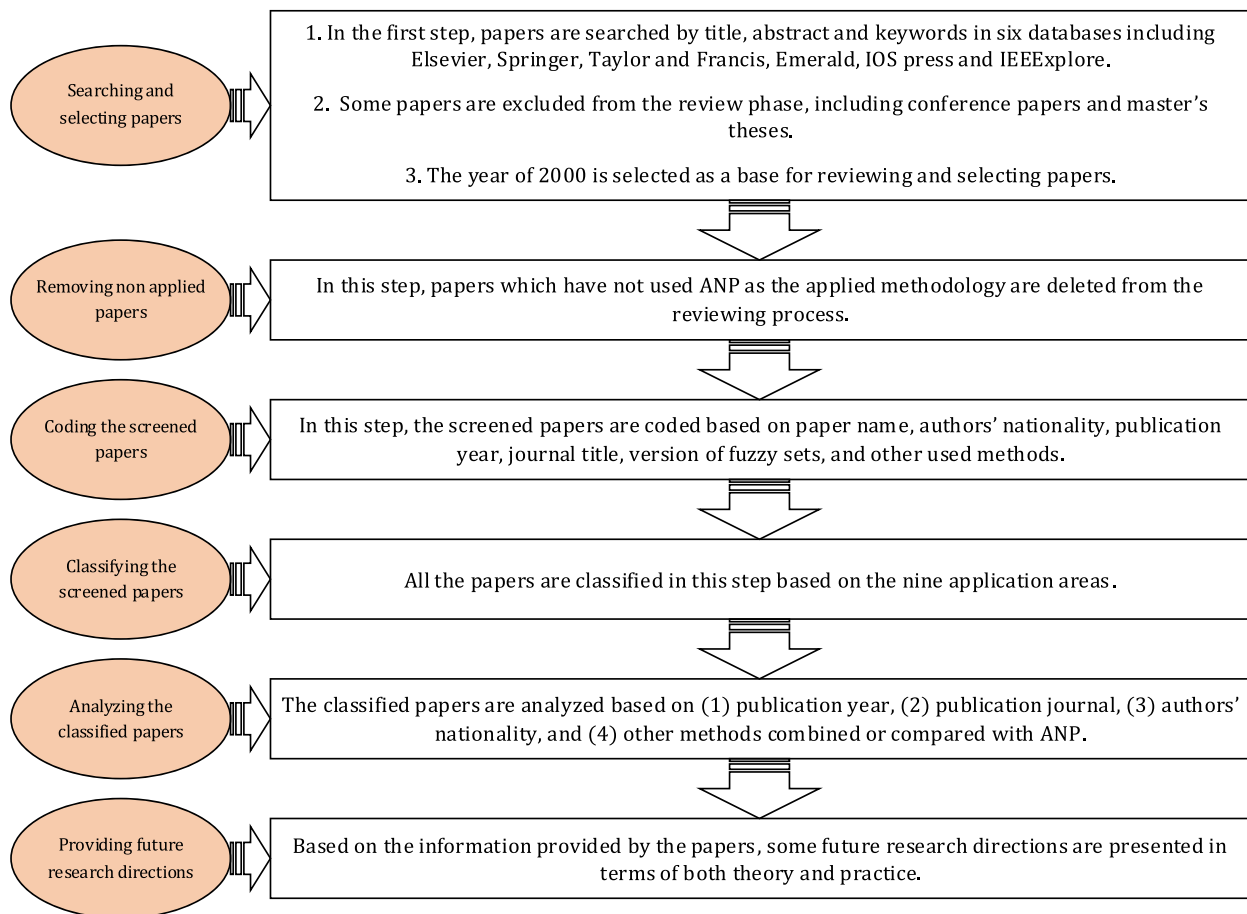 Searching and
selecting papers
1. In the first step, papers are searched by title, abstract and keywords in six databases including
Elsevier, Springer, Taylor and Francis, Emerald, IOS press and IEEExplore.
2. Some papers are excluded from the review phase, including conference papers and master's
theses.
3. The year of 2000 is selected as a base for reviewing and selecting papers.
Removing non applied
papers
In this step, papers which have not used ANP as the applied methodology are deleted from the
reviewing process.
Coding the screened
papers
In this step, the screened papers are coded based on paper name, authors' nationality, publication
year, journal title, version of fuzzy sets, and other used methods.
Classifying the
screened papers
All the papers are classified in this step based on the nine application areas.
Analyzing the
classified papers
The classified papers are analyzed based on (1) publication year, (2) publication journal, (3) authors'
nationality, and (4) other methods combined or compared with ANP.
Providing future
research directions
Based on the information provided by the papers, some future research directions are presented in
terms of both theory and practice.